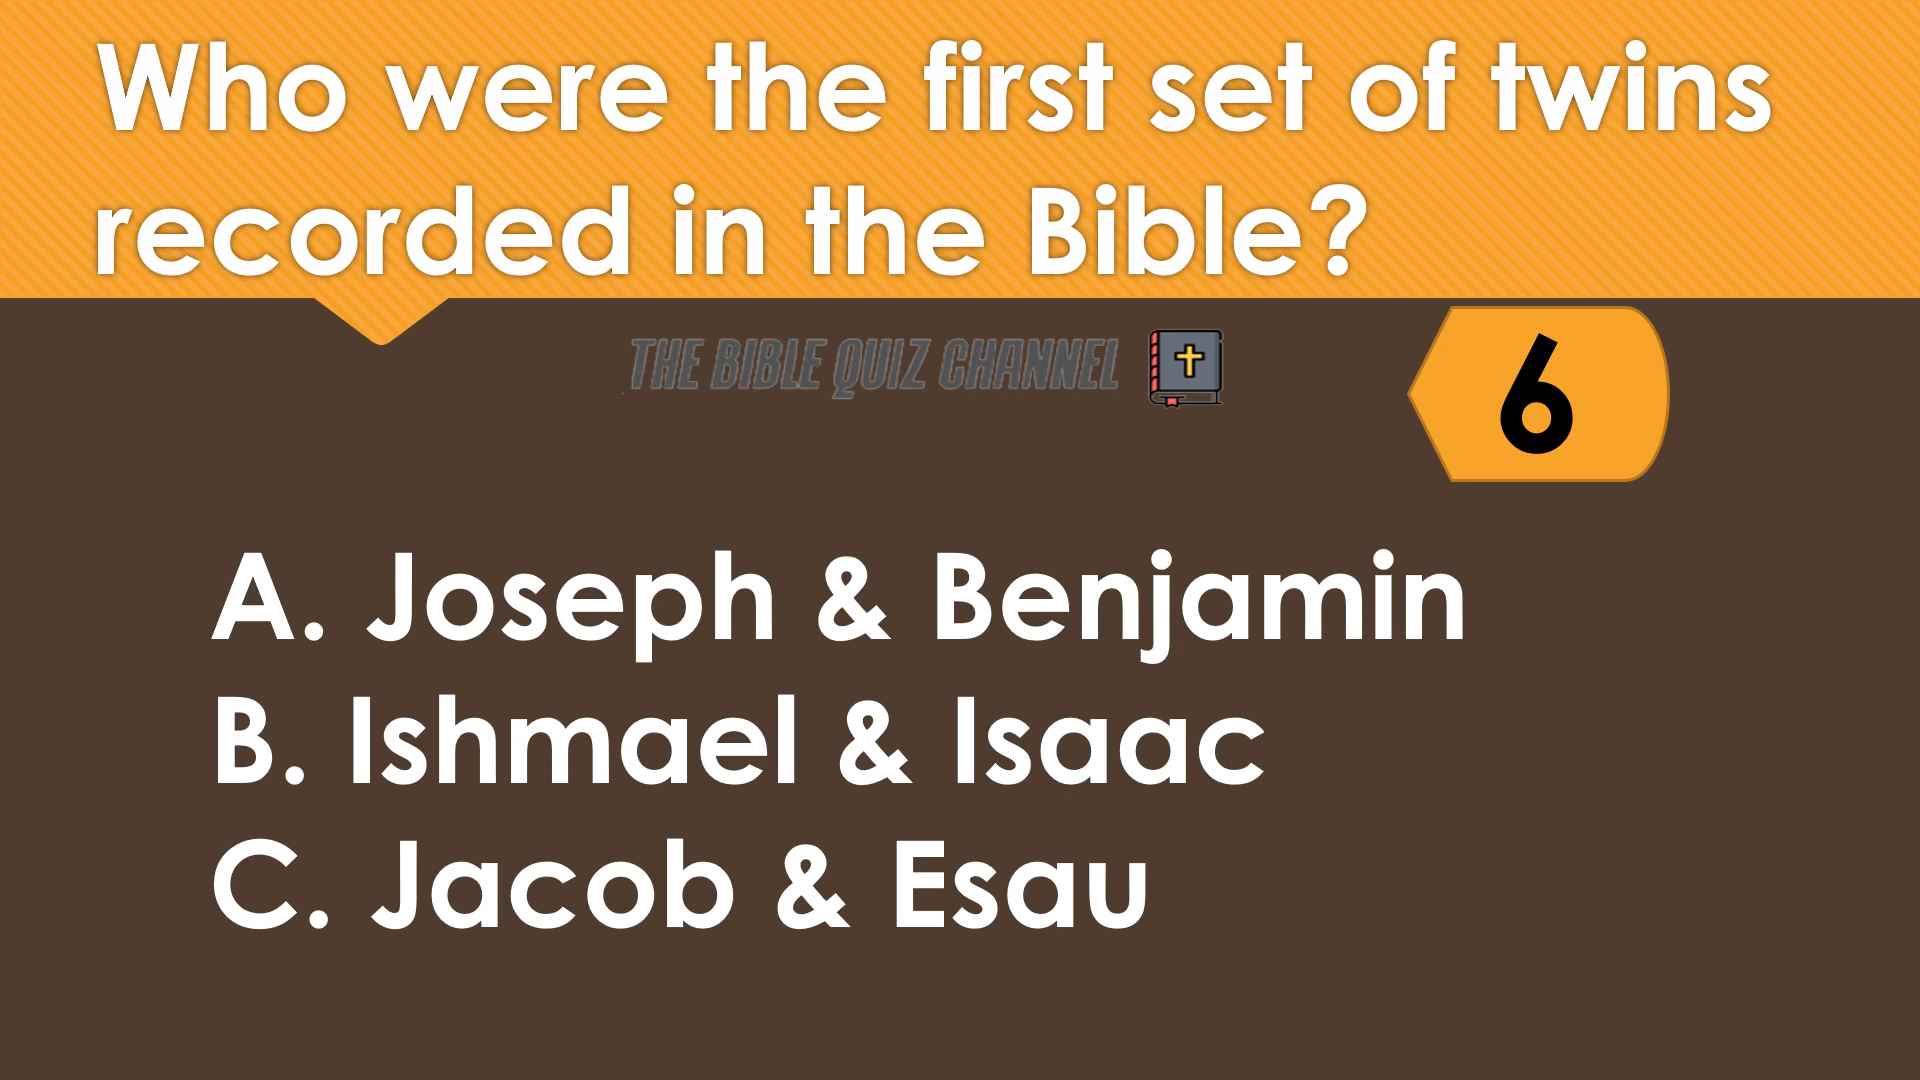 Who were the first set of twins
recorded in the Bible?
THE BIBLE QUIZ CHANNEL
6
A. Joseph & Benjamin
B. Ishmael & Isaac
C. Jacob & Esau